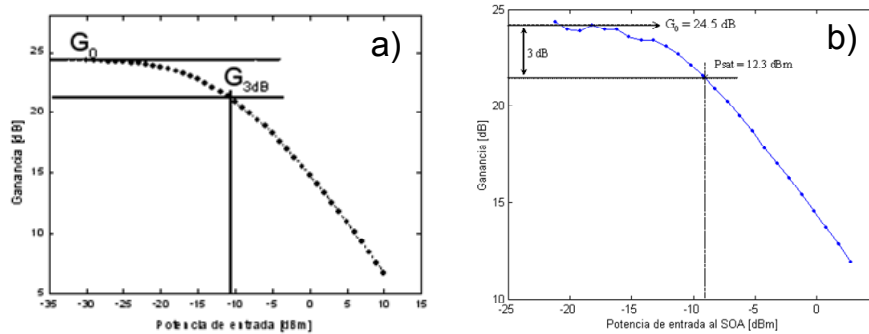 a)
G0
G3dB
Ganancia [dB]
25
20
15
10
5
-35 -30 -25 -20 -15 -10 -5 0 5 10 15
Potencia de entrada [dBm]
b)
G0 = 24.5 dB
3 dB
Psat = 12.3 dBm
Ganancia [dB]
25
20
15
10
-25 -20 -15 -10 -5 0
Potencia de entrada al SOA [dBm]